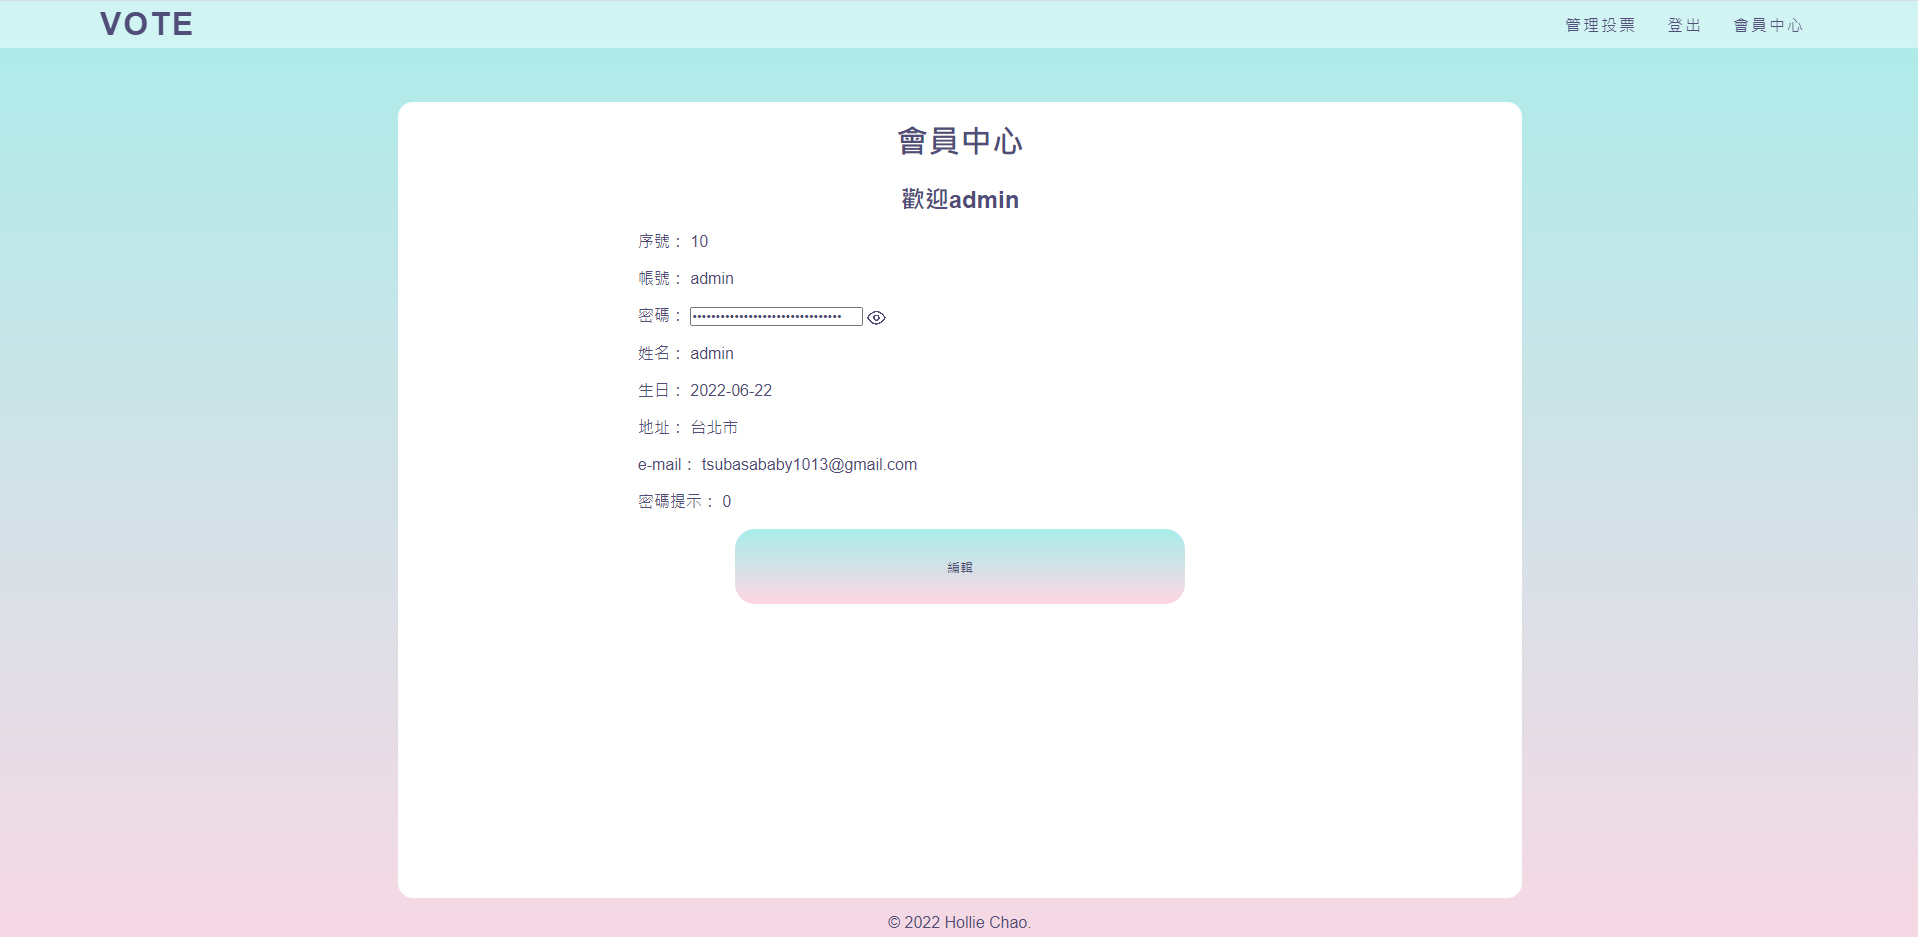 VOTE
管理投票 登出 會員中心
會員中心
歡迎admin
序號： 10
帳號： admin
密碼： ••••••••••••••••••••••••••••••••
姓名： admin
生日： 2022-06-22
地址： 台北市
e-mail： tsubasababy1013@gmail.com
密碼提示： 0
編輯
© 2022 Hollie Chao.